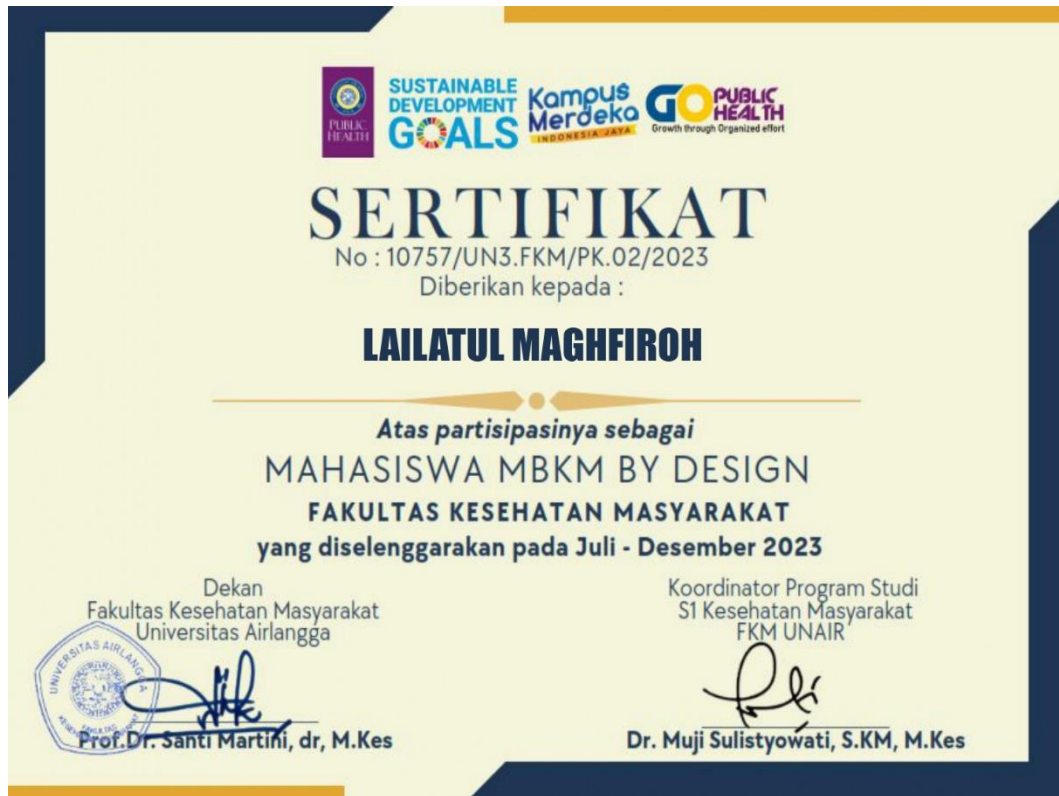 PUBLIC
HEALTH
SUSTAINABLE
DEVELOPMENT
GOALS
Kampus
Merdeka
INDONESIA JAYA
GO PUBLIC
HEALTH
Growth through Organized effort
SERTIFIKAT
No : 10757/UN3.FKM/PK.02/2023
Diberikan kepada :
LAILATUL MAGHFIROH
Atas partisipasinya sebagai
MAHASISWA MBKM BY DESIGN
FAKULTAS KESEHATAN MASYARAKAT
yang diselenggarakan pada Juli - Desember 2023
Dekan
Fakultas Kesehatan Masyarakat
Universitas Airlangga
UNIVERSITAS AIRLANGGA
FAKULTAS
Prof.Dr. Santi Martini, dr, M.Kes
Koordinator Program Studi
S1 Kesehatan Masyarakat
FKM UNAIR
Dr. Muji Sulistyowati, S.KM, M.Kes